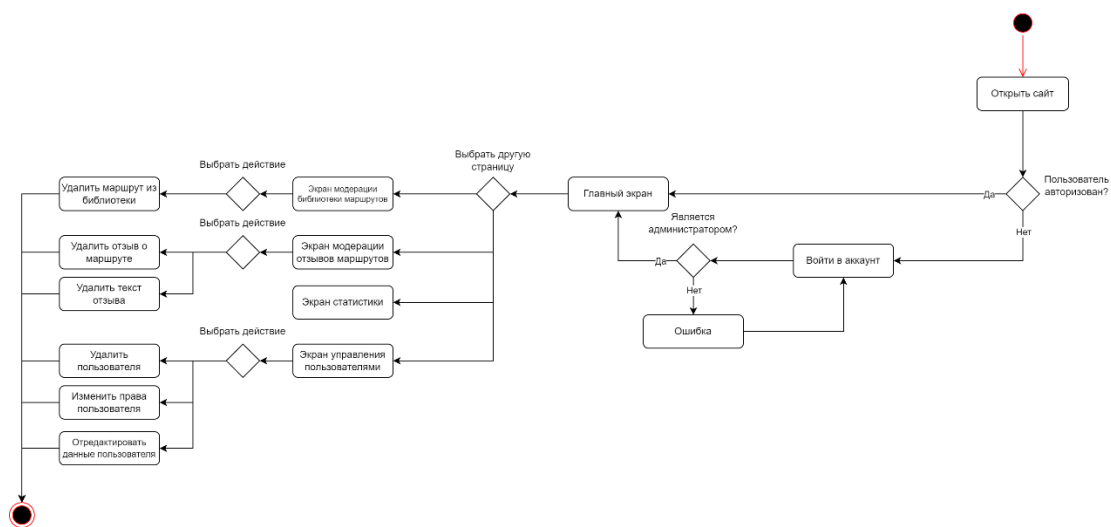 Открыть сайт
Выбрать другую
страницу
Выбрать действие
Пользователь
авторизован?
Удалить маршрут из
библиотеки
Экран модерации
библиотеки маршрутов
Главный экран
Да
Является
администратором?
Выбрать действие
Нет
Удалить отзыв о
маршруте
Экран модерации
отзывов маршрутов
Да
Войти в аккаунт
Удалить текст
отзыва
Экран статистики
Нет
Ошибка
Выбрать действие
Удалить
пользователя
Экран управления
пользователями
Изменить права
пользователя
Отредактировать
данные пользователя